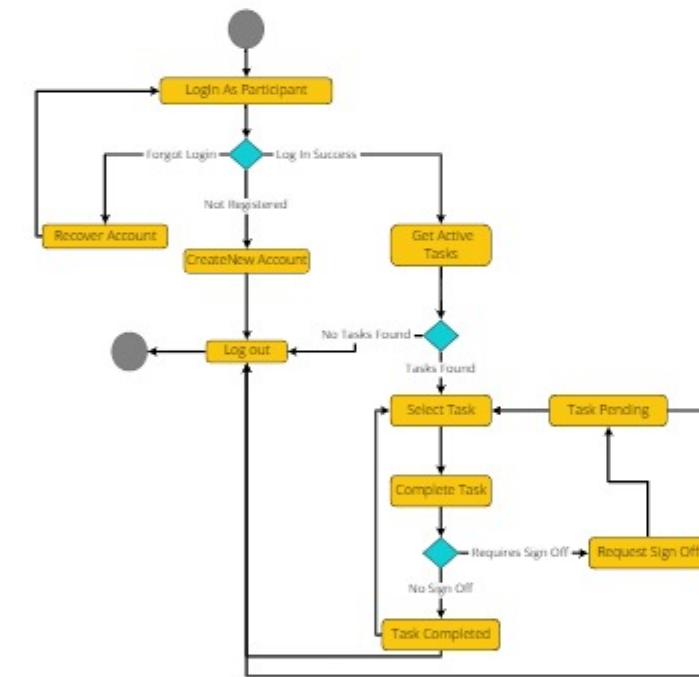 Login As Participant
Forgot Login
Log In Success
Not Registered
Recover Account
CreateNew Account
Get Active
Tasks
No Tasks Found
Log out
Tasks Found
Select Task
Task Pending
Complete Task
Requires Sign Off
Request Sign Off
No Sign Off
Task Completed